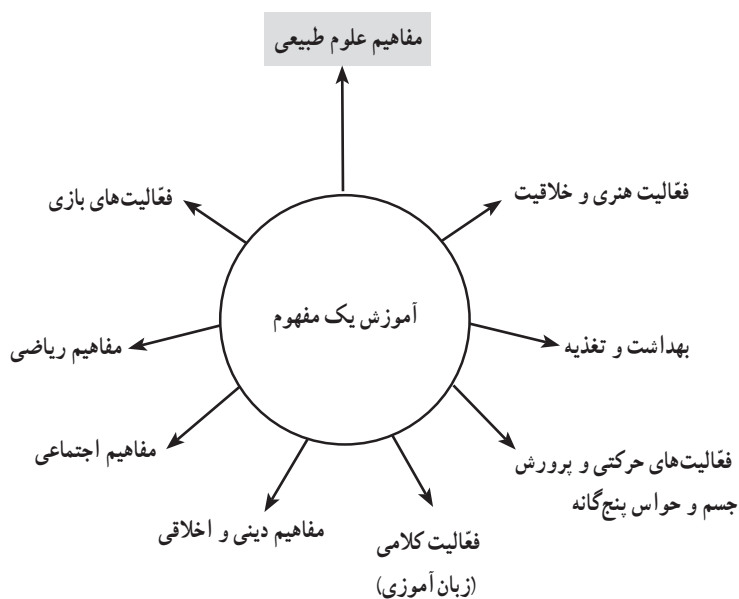 مفاهیم علوم طبیعی
فعّالیت هنری و خلاقیت
فعّالیت‌های بازی
آموزش یک مفهوم
بهداشت و تغذیه
مفاهیم ریاضی
مفاهیم اجتماعی
فعّالیت‌های حرکتی و پرورش
جسم و حواس پنج‌گانه
مفاهیم دینی و اخلاقی
فعّالیت کلامی
(زبان آموزی)